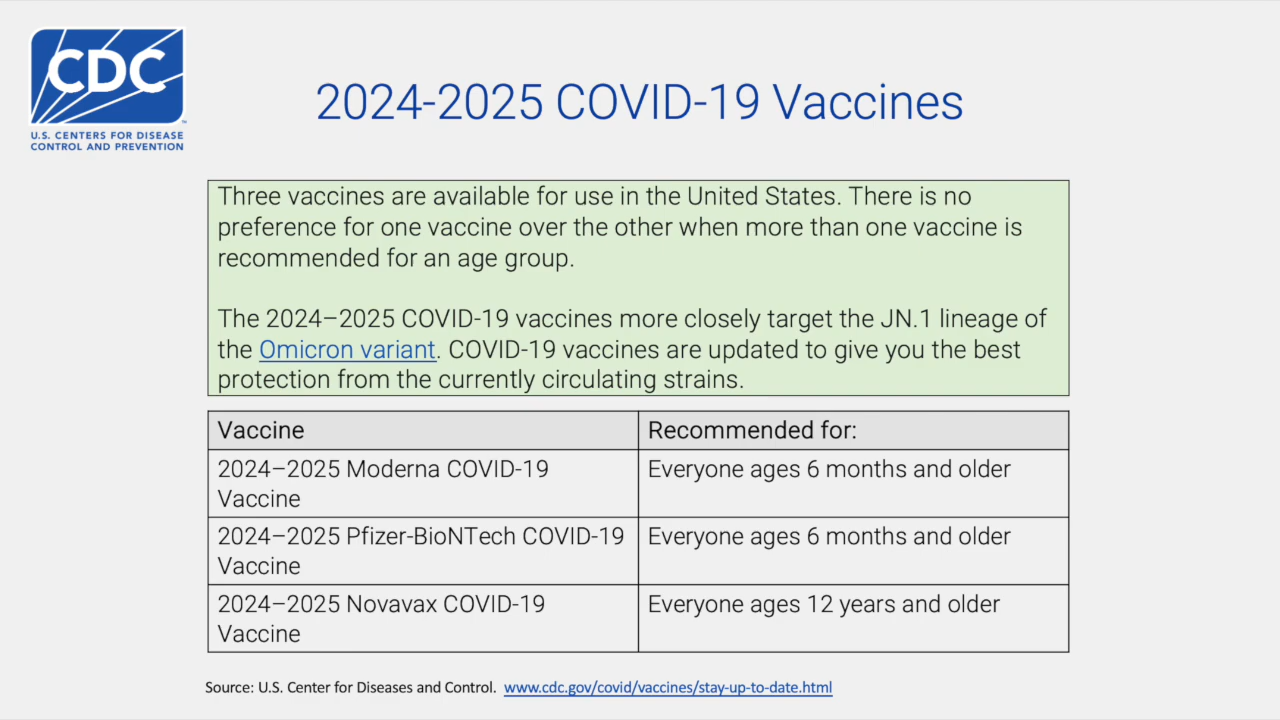 CDC
U.S. CENTERS FOR DISEASE
CONTROL AND PREVENTION
2024-2025 COVID-19 Vaccines
Three vaccines are available for use in the United States. There is no
preference for one vaccine over the other when more than one vaccine is
recommended for an age group.
The 2024–2025 COVID-19 vaccines more closely target the JN.1 lineage of
the Omicron variant. COVID-19 vaccines are updated to give you the best
protection from the currently circulating strains.
Vaccine
Recommended for:
2024–2025 Moderna COVID-19
Vaccine
Everyone ages 6 months and older
2024–2025 Pfizer-BioNTech COVID-19
Vaccine
Everyone ages 6 months and older
2024–2025 Novavax COVID-19
Vaccine
Everyone ages 12 years and older
Source: U.S. Center for Diseases and Control. www.cdc.gov/covid/vaccines/stay-up-to-date.html